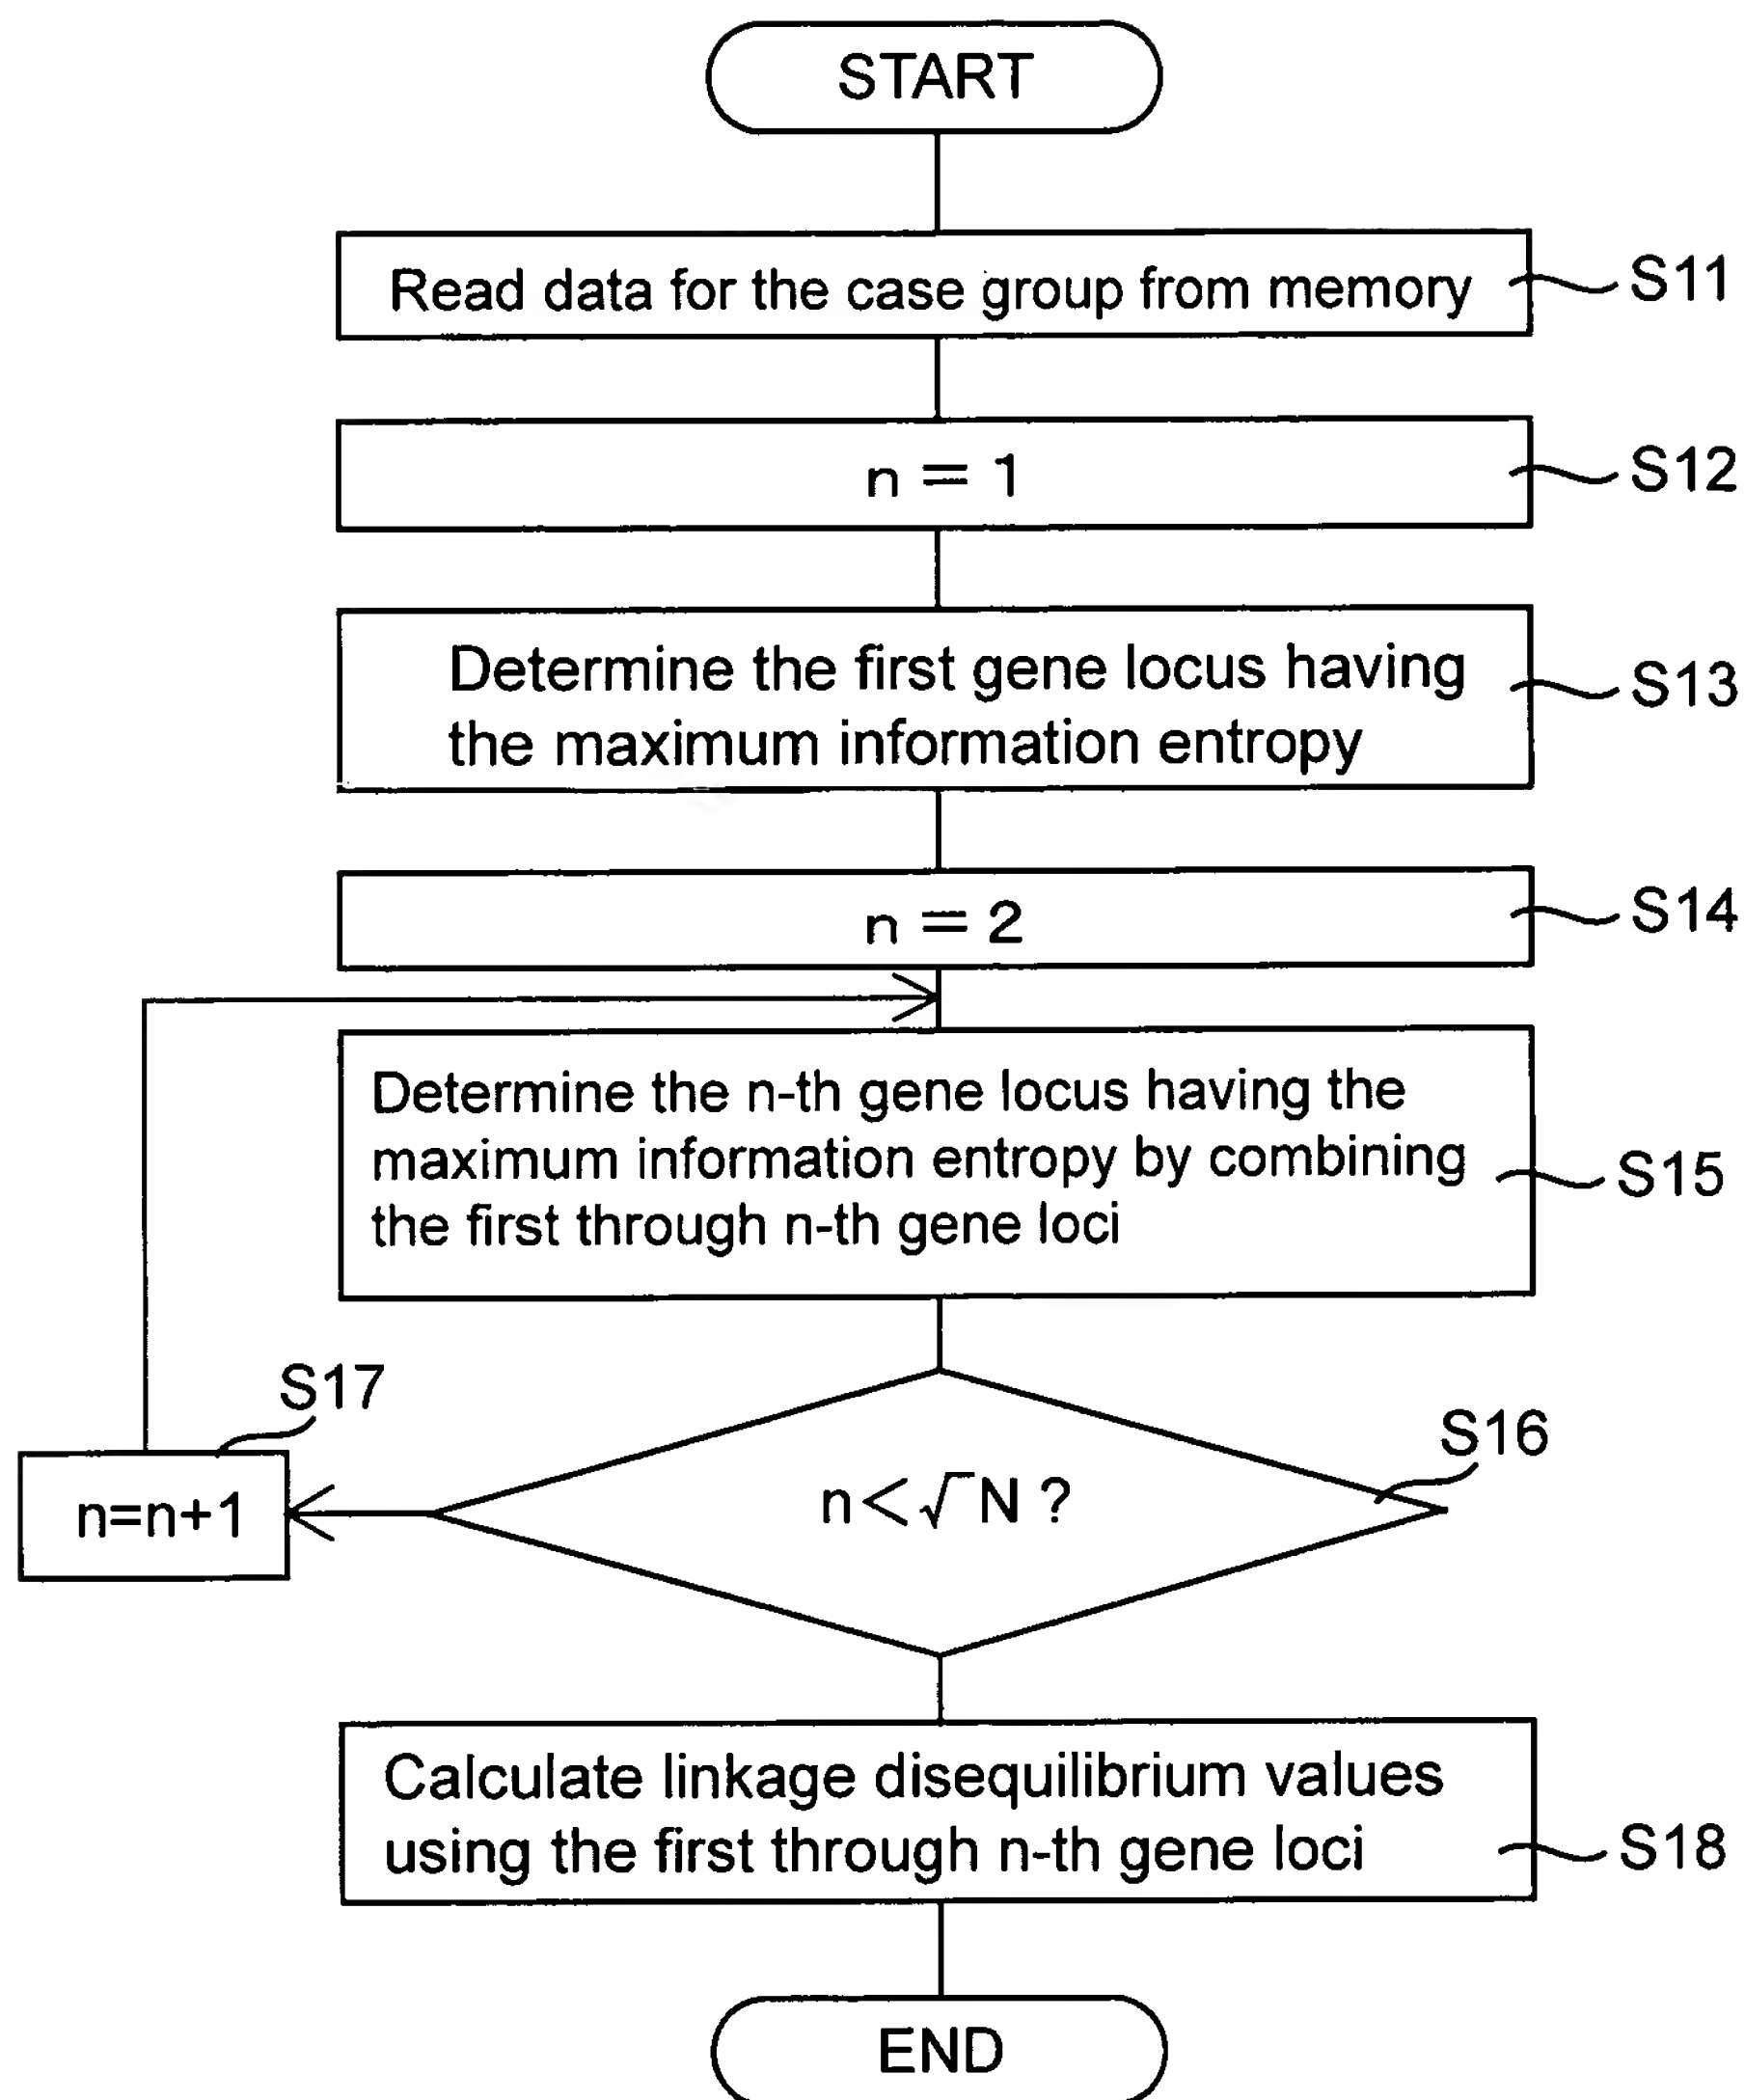 START
Read data for the case group from memory
S11
n = 1
S12
Determine the first gene locus having
the maximum information entropy
S13
n = 2
S14
Determine the n-th gene locus having the
maximum information entropy by combining
the first through n-th gene loci
S15
S17
n=n+1
n<√N ?
S16
Calculate linkage disequilibrium values
using the first through n-th gene loci
S18
END